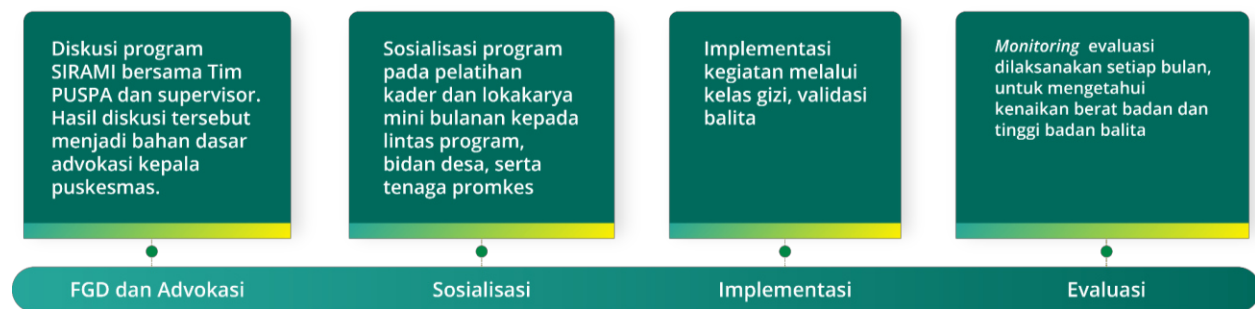 Diskusi program
SIRAMI bersama Tim
PUSPA dan supervisor.
Hasil diskusi tersebut
menjadi bahan dasar
advokasi kepala
puskesmas.
Sosialisasi program
pada pelatihan
kader dan lokakarya
mini bulanan kepada
lintas program,
bidan desa, serta
tenaga promkes
Implementasi
kegiatan melalui
kelas gizi, validasi
balita
Monitoring evaluasi
dilaksanakan setiap bulan,
untuk mengetahui
kenaikan berat badan dan
tinggi badan balita
FGD dan Advokasi
Sosialisasi
Implementasi
Evaluasi